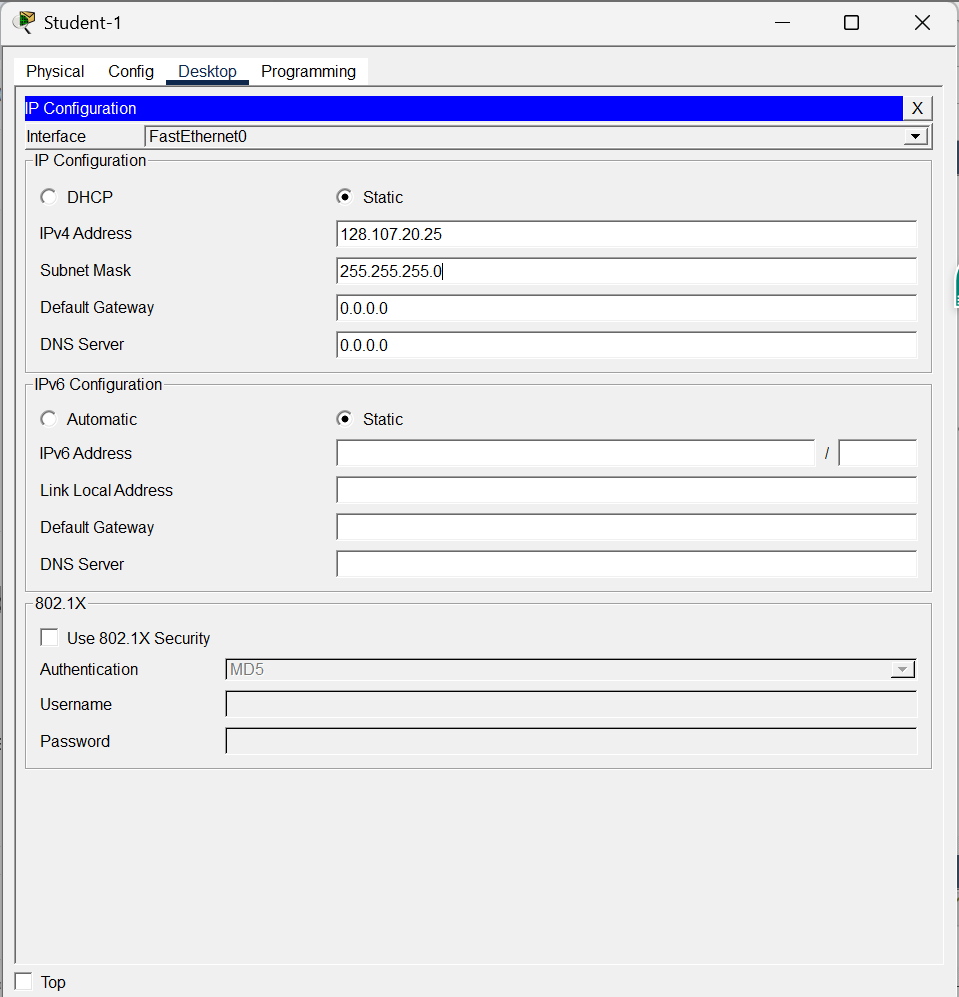 Student-1
Physical Config Desktop Programming
IP Configuration X
Interface FastEthernet0
IP Configuration
DHCP Static
IPv4 Address 128.107.20.25
Subnet Mask 255.255.255.0
Default Gateway 0.0.0.0
DNS Server 0.0.0.0
IPv6 Configuration
Automatic Static
IPv6 Address /
Link Local Address
Default Gateway
DNS Server
802.1X
Use 802.1X Security
Authentication MD5
Username
Password
Top